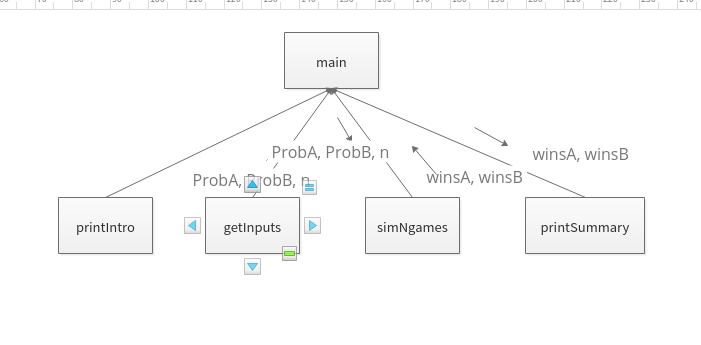 main
ProbA, ProbB, n
winsA, winsB
ProbA, ProbB, n
winsA, winsB
printIntro
getInputs
simNgames
printSummary